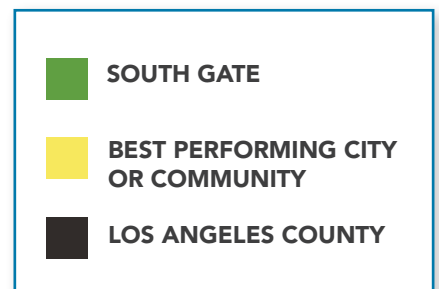 SOUTH GATE
BEST PERFORMING CITY
OR COMMUNITY
LOS ANGELES COUNTY